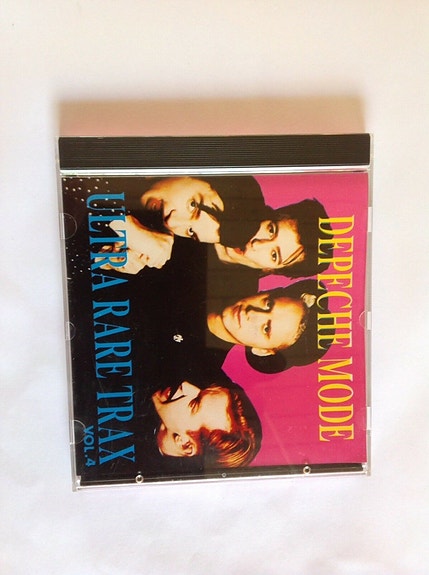 DEPECHE MODE
ULTRA RARE TRAX
VOL.4